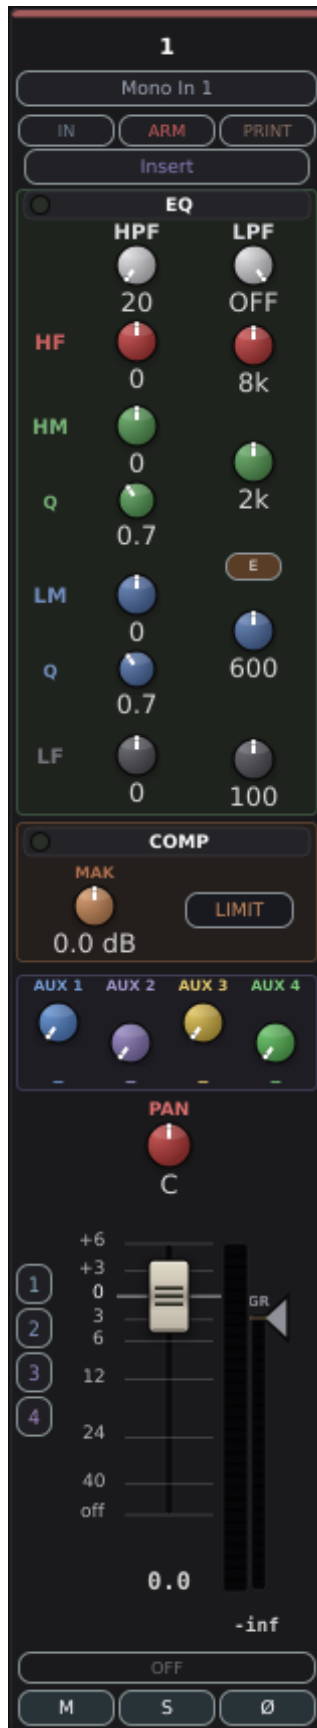 1
Mono In 1
IN ARM PRINT
Insert
EQ
HPF LPF
20 OFF
HF
0 8k
HM
0 2k
Q
0.7
E
LM
0 600
Q
0.7
LF
0 100
COMP
MAK
LIMIT
0.0 dB
AUX 1 AUX 2 AUX 3 AUX 4
- - - -
PAN
C
+6
+3
0
3
6
12
24
40
off
1
2
3
4
GR
0.0
-inf
OFF
M S Ø